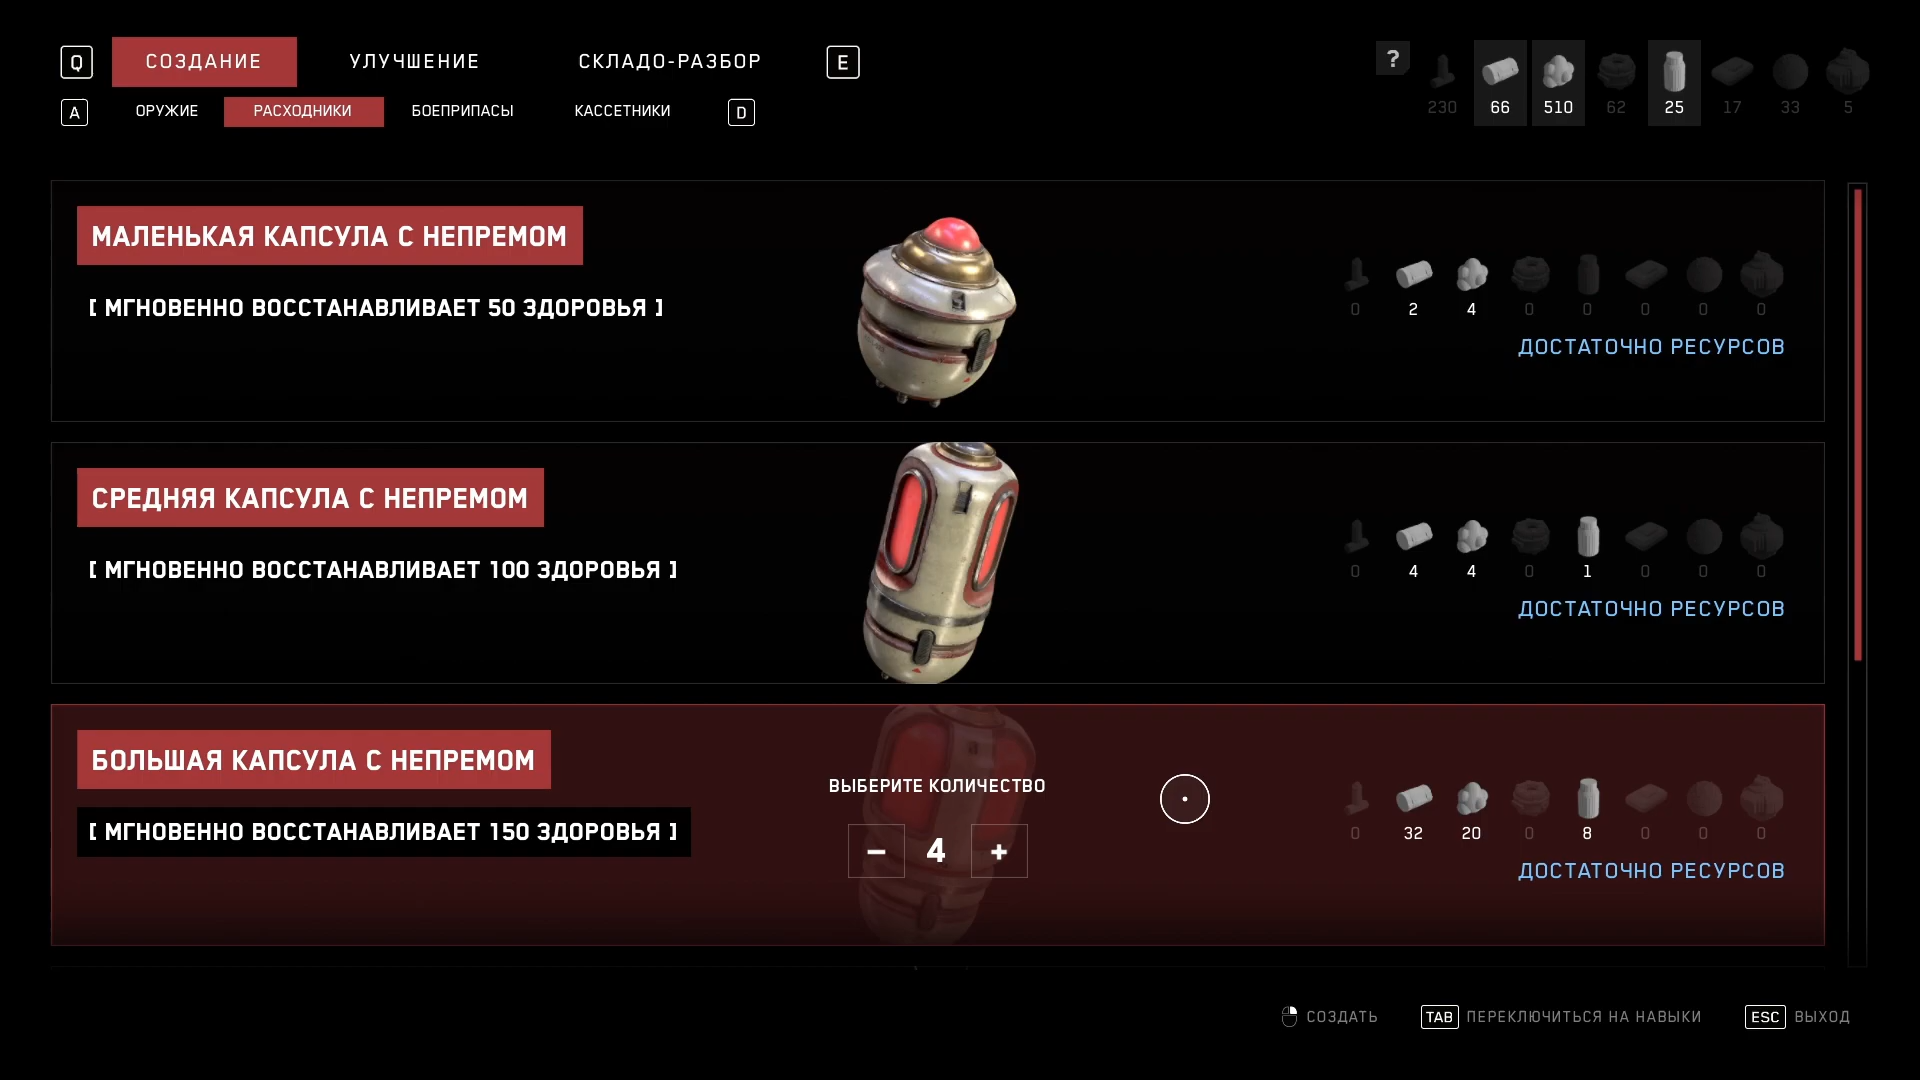 Q СОЗДАНИЕ УЛУЧШЕНИЕ СКЛАДО-РАЗБОР E
A ОРУЖИЕ РАСХОДНИКИ БОЕПРИПАСЫ КАССЕТНИКИ D
?
230 66 510 62 25 17 33 5
МАЛЕНЬКАЯ КАПСУЛА С НЕПРЕМОМ
[ МГНОВЕННО ВОССТАНАВЛИВАЕТ 50 ЗДОРОВЬЯ ]
0 2 4 0 0 0 0 0
ДОСТАТОЧНО РЕСУРСОВ
СРЕДНЯЯ КАПСУЛА С НЕПРЕМОМ
[ МГНОВЕННО ВОССТАНАВЛИВАЕТ 100 ЗДОРОВЬЯ ]
0 4 4 0 1 0 0 0
ДОСТАТОЧНО РЕСУРСОВ
БОЛЬШАЯ КАПСУЛА С НЕПРЕМОМ
[ МГНОВЕННО ВОССТАНАВЛИВАЕТ 150 ЗДОРОВЬЯ ]
ВЫБЕРИТЕ КОЛИЧЕСТВО
− 4 +
0 32 20 0 8 0 0 0
ДОСТАТОЧНО РЕСУРСОВ
СОЗДАТЬ TAB ПЕРЕКЛЮЧИТЬСЯ НА НАВЫКИ ESC ВЫХОД